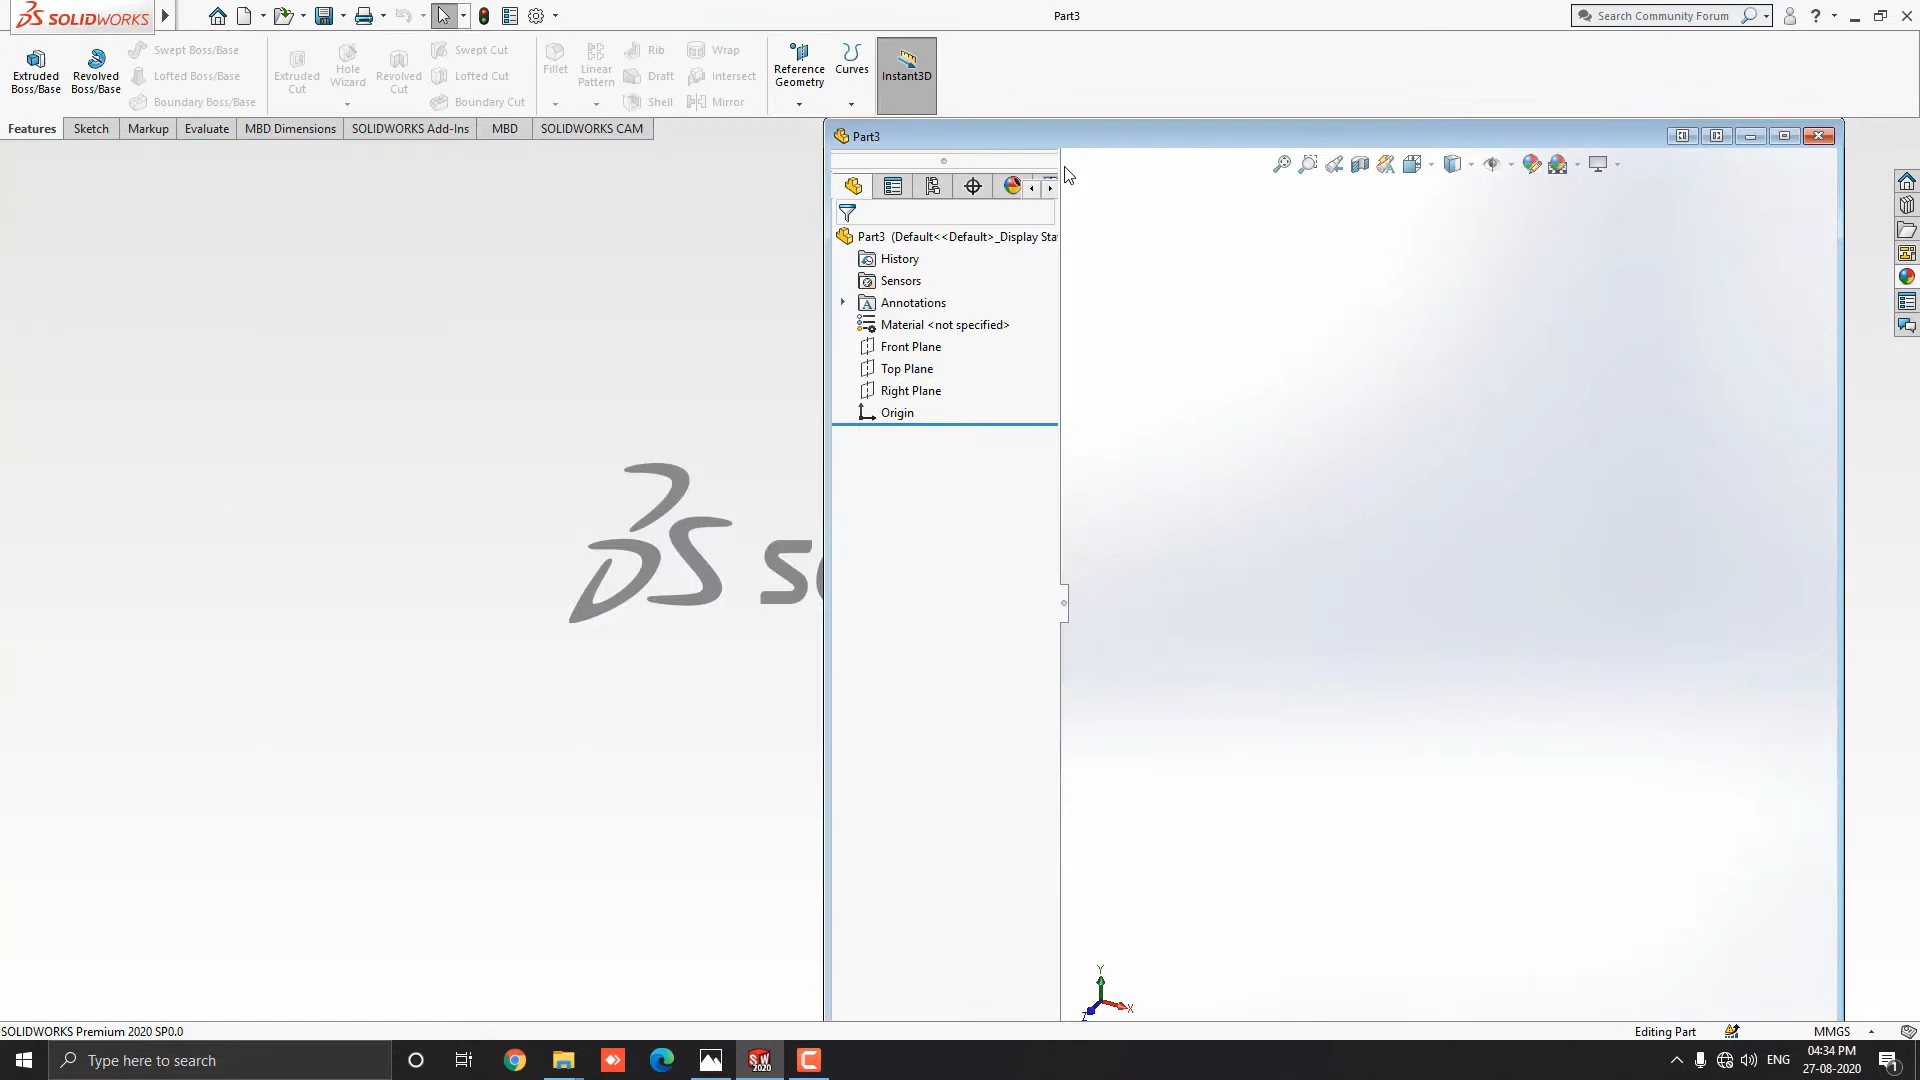 SOLIDWORKS
Part3
Search Community Forum
?
Extruded Boss/Base
Revolved Boss/Base
Swept Boss/Base
Lofted Boss/Base
Boundary Boss/Base
Extruded Cut
Hole Wizard
Revolved Cut
Swept Cut
Lofted Cut
Boundary Cut
Fillet
Linear Pattern
Rib
Draft
Shell
Wrap
Intersect
Mirror
Reference Geometry
Curves
Instant3D
Features
Sketch
Markup
Evaluate
MBD Dimensions
SOLIDWORKS Add-Ins
MBD
SOLIDWORKS CAM
Part3
Part3 (Default<<Default>_Display Sta
History
Sensors
Annotations
Material <not specified>
Front Plane
Top Plane
Right Plane
Origin
DS SO
Y
X
Z
SOLIDWORKS Premium 2020 SP0.0
Editing Part
MMGS
Type here to search
SW 2020
ENG
04:34 PM
27-08-2020
1